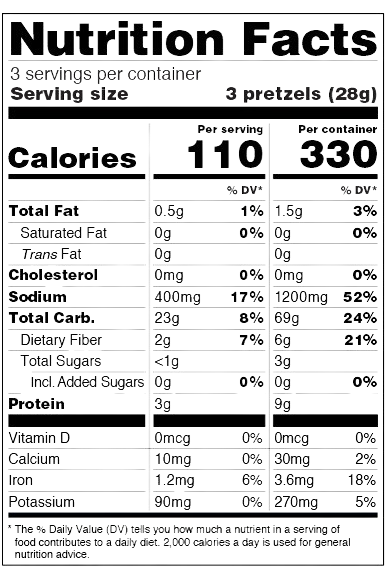 Nutrition Facts
3 servings per container
Serving size 3 pretzels (28g)
Per serving Per container
Calories 110 330
% DV* % DV*
Total Fat 0.5g 1% 1.5g 3%
Saturated Fat 0g 0% 0g 0%
Trans Fat 0g 0g
Cholesterol 0mg 0% 0mg 0%
Sodium 400mg 17% 1200mg 52%
Total Carb. 23g 8% 69g 24%
Dietary Fiber 2g 7% 6g 21%
Total Sugars <1g 3g
Incl. Added Sugars 0g 0% 0g 0%
Protein 3g 9g
Vitamin D 0mcg 0% 0mcg 0%
Calcium 10mg 0% 30mg 2%
Iron 1.2mg 6% 3.6mg 18%
Potassium 90mg 0% 270mg 5%
* The % Daily Value (DV) tells you how much a nutrient in a serving of
food contributes to a daily diet. 2,000 calories a day is used for general
nutrition advice.